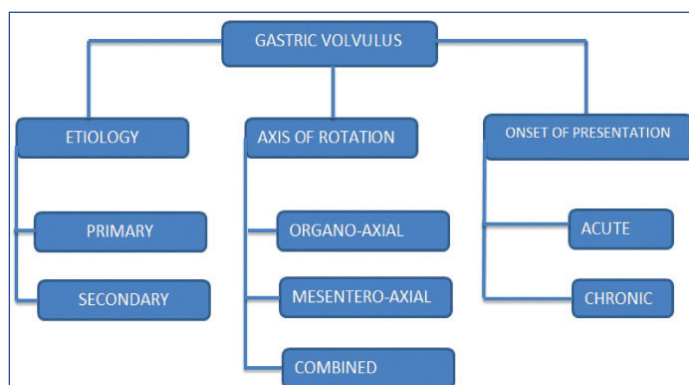 GASTRIC VOLVULUS
ETIOLOGY
PRIMARY
SECONDARY
AXIS OF ROTATION
ORGANO-AXIAL
MESENTERO-AXIAL
COMBINED
ONSET OF PRESENTATION
ACUTE
CHRONIC